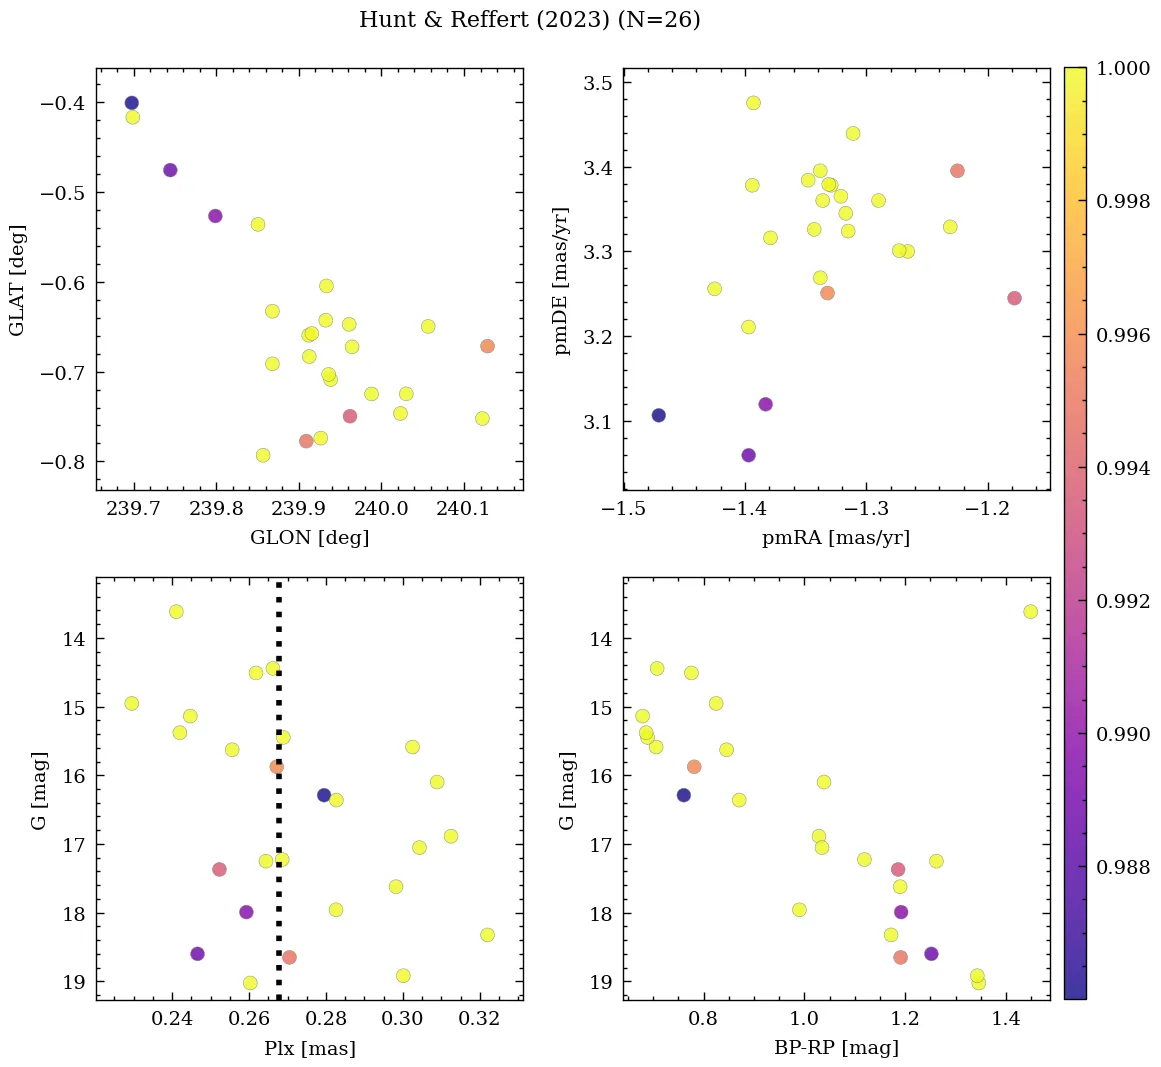 Hunt & Reffert (2023) (N=26)
−0.4
−0.5
−0.6
−0.7
−0.8
GLAT [deg]
239.7 239.8 239.9 240.0 240.1
GLON [deg]
3.5
3.4
3.3
3.2
3.1
pmDE [mas/yr]
−1.5 −1.4 −1.3 −1.2
pmRA [mas/yr]
14
15
16
17
18
19
G [mag]
0.24 0.26 0.28 0.30 0.32
Plx [mas]
14
15
16
17
18
19
G [mag]
0.8 1.0 1.2 1.4
BP-RP [mag]
1.000
0.998
0.996
0.994
0.992
0.990
0.988